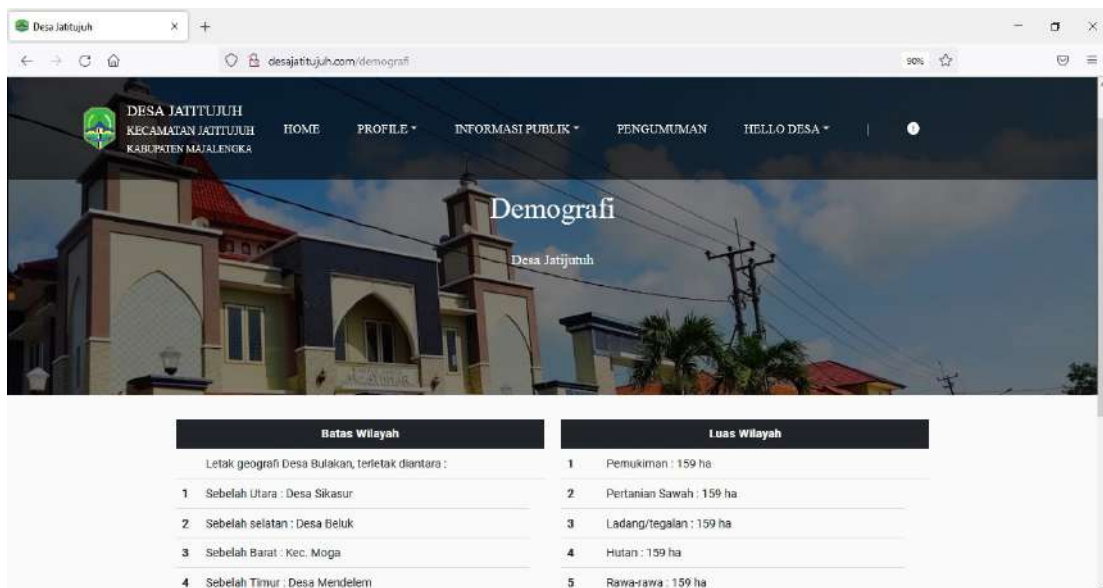 Desa Jatitujuh
desajatitujuh.com/demografi
90%
DESA JATITUJUH
KECAMATAN JATITUJUH
KABUPATEN MAJALENGKA
HOME PROFILE INFORMASI PUBLIK PENGUMUMAN HELLO DESA |
Demografi
Desa Jatijutuh
Batas Wilayah
Letak geografi Desa Bulakan, terletak diantara :
1 Sebelah Utara : Desa Sikasur
2 Sebelah selatan : Desa Beluk
3 Sebelah Barat : Kec. Moga
4 Sebelah Timur : Desa Mendelem
Luas Wilayah
1 Pemukiman : 159 ha
2 Pertanian Sawah : 159 ha
3 Ladang/tegalan : 159 ha
4 Hutan : 159 ha
5 Rawa-rawa : 159 ha